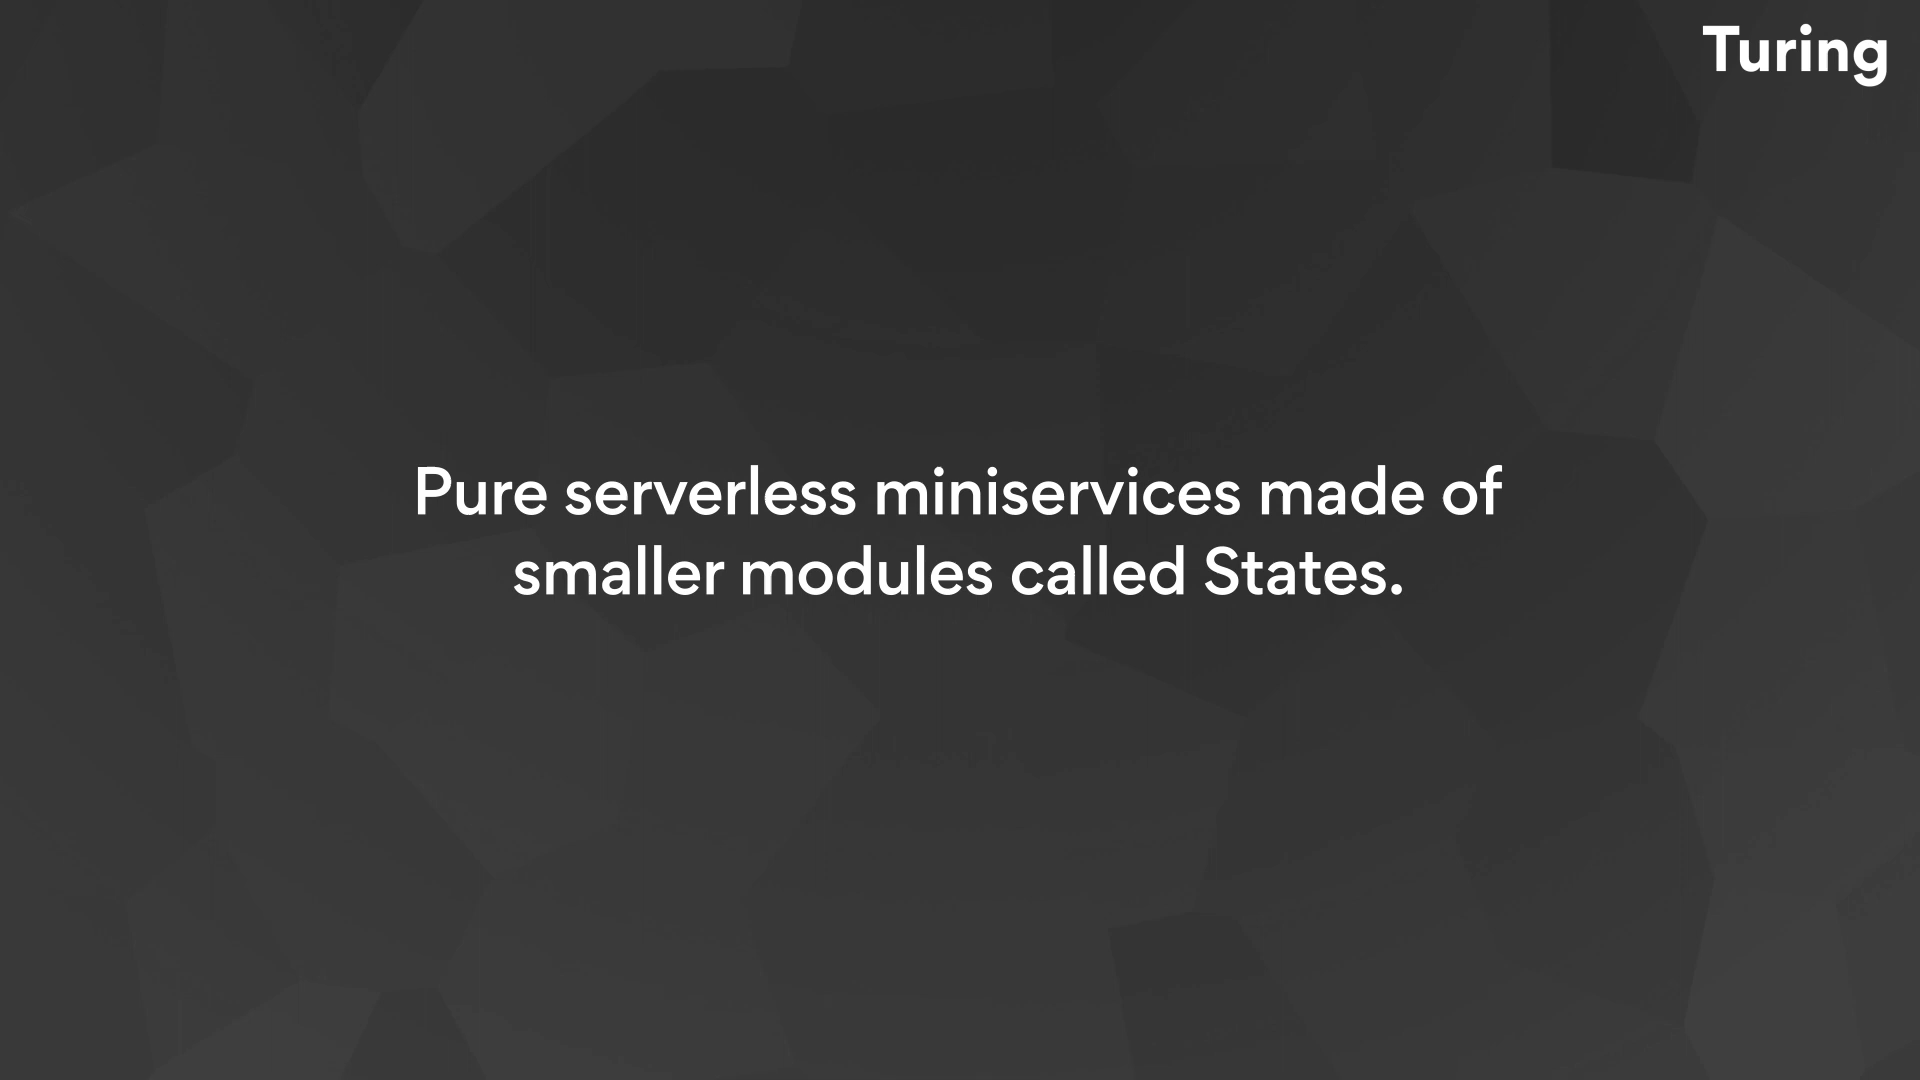 Turing
Pure serverless miniservices made of
smaller modules called States.